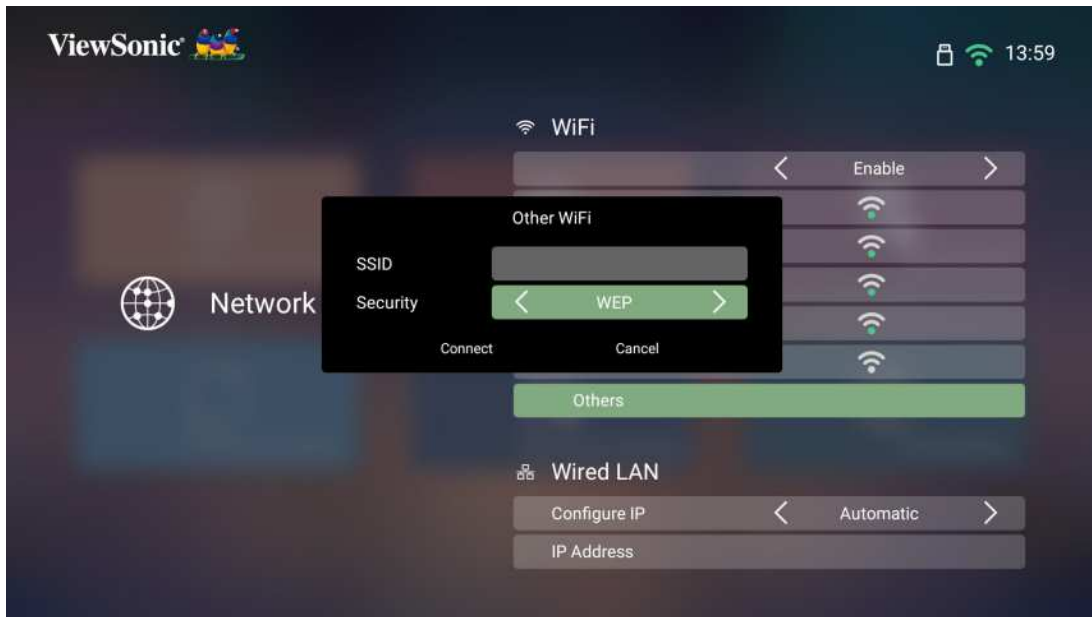 ViewSonic®
13:59
WiFi
Enable
Other WiFi
SSID
Security WEP
Connect Cancel
Network
Others
Wired LAN
Configure IP Automatic
IP Address